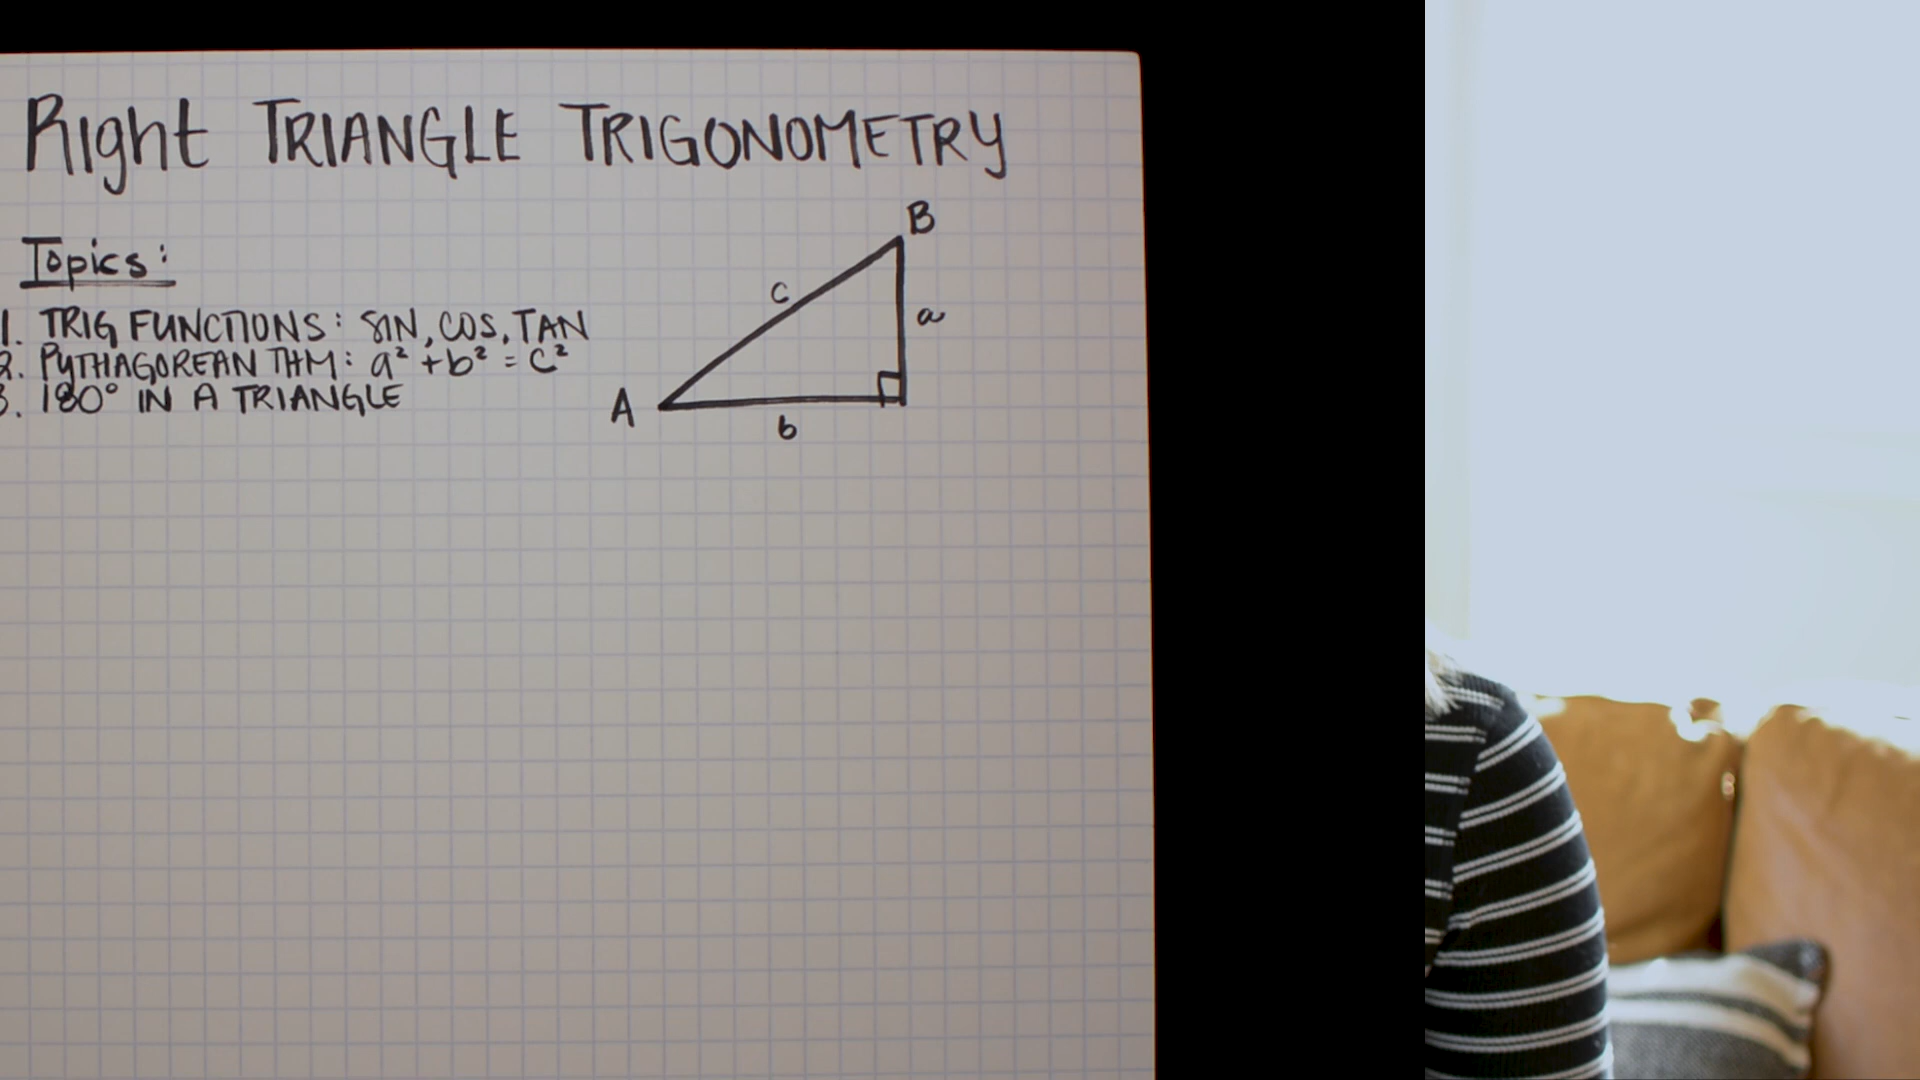 Right TRIANGLE TRIGONOMETRY
Topics:
1. TRIG FUNCTIONS: SIN, COS, TAN
2. PYTHAGOREAN THM: a² + b² = c²
3. 180° IN A TRIANGLE
B
c
a
A
b